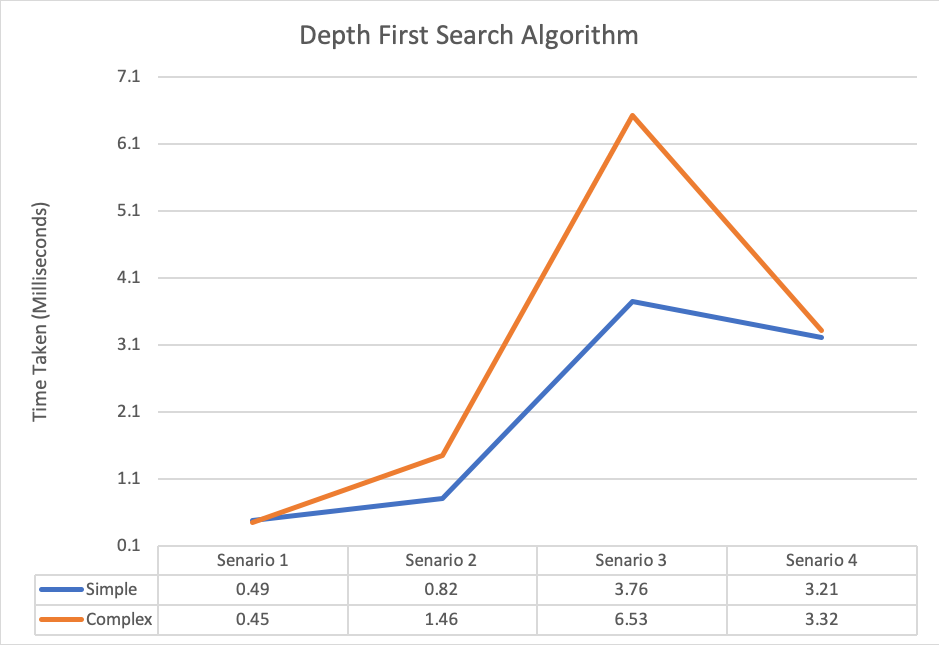 Depth First Search Algorithm
Time Taken (Milliseconds)
7.1
6.1
5.1
4.1
3.1
2.1
1.1
0.1
Senario 1 Senario 2 Senario 3 Senario 4
Simple 0.49 0.82 3.76 3.21
Complex 0.45 1.46 6.53 3.32